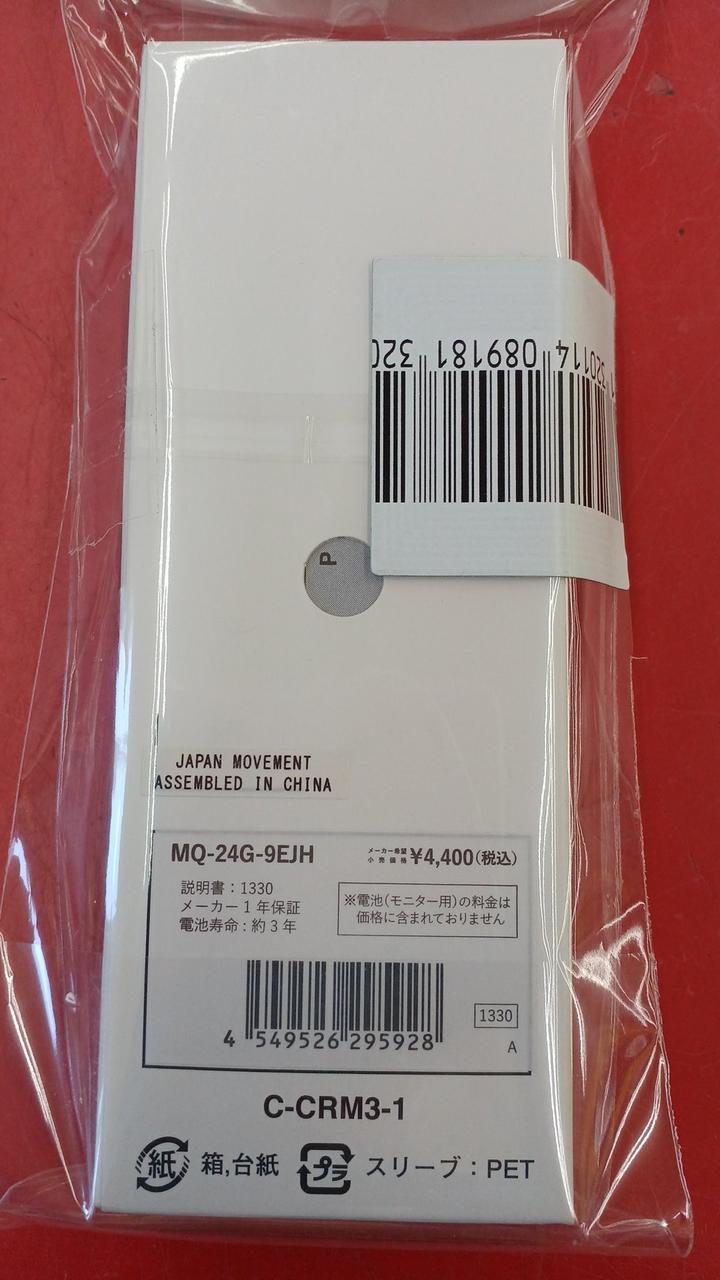 320114 089181 320
P
JAPAN MOVEMENT
ASSEMBLED IN CHINA
MQ-24G-9EJH
メーカー希望小売価格 ¥4,400(税込)
説明書：1330
メーカー1年保証
電池寿命：約3年
※電池(モニター用)の料金は
価格に含まれておりません
4 549526 295928
1330
A
C-CRM3-1
紙 箱,台紙 プラ スリーブ：PET